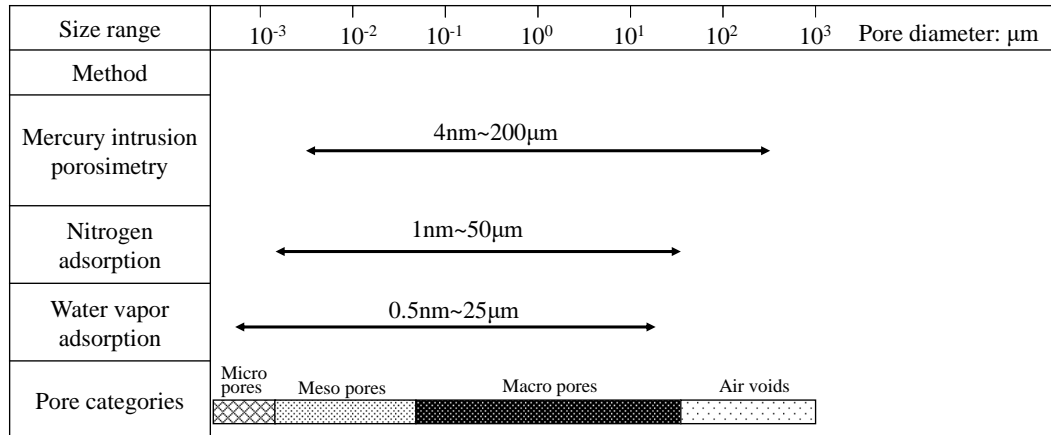 Size range
10⁻³ 10⁻² 10⁻¹ 10⁰ 10¹ 10² 10³ Pore diameter: μm
Method
Mercury intrusion
porosimetry
4nm~200μm
Nitrogen
adsorption
1nm~50μm
Water vapor
adsorption
0.5nm~25μm
Pore categories
Micro
pores
Meso pores
Macro pores
Air voids